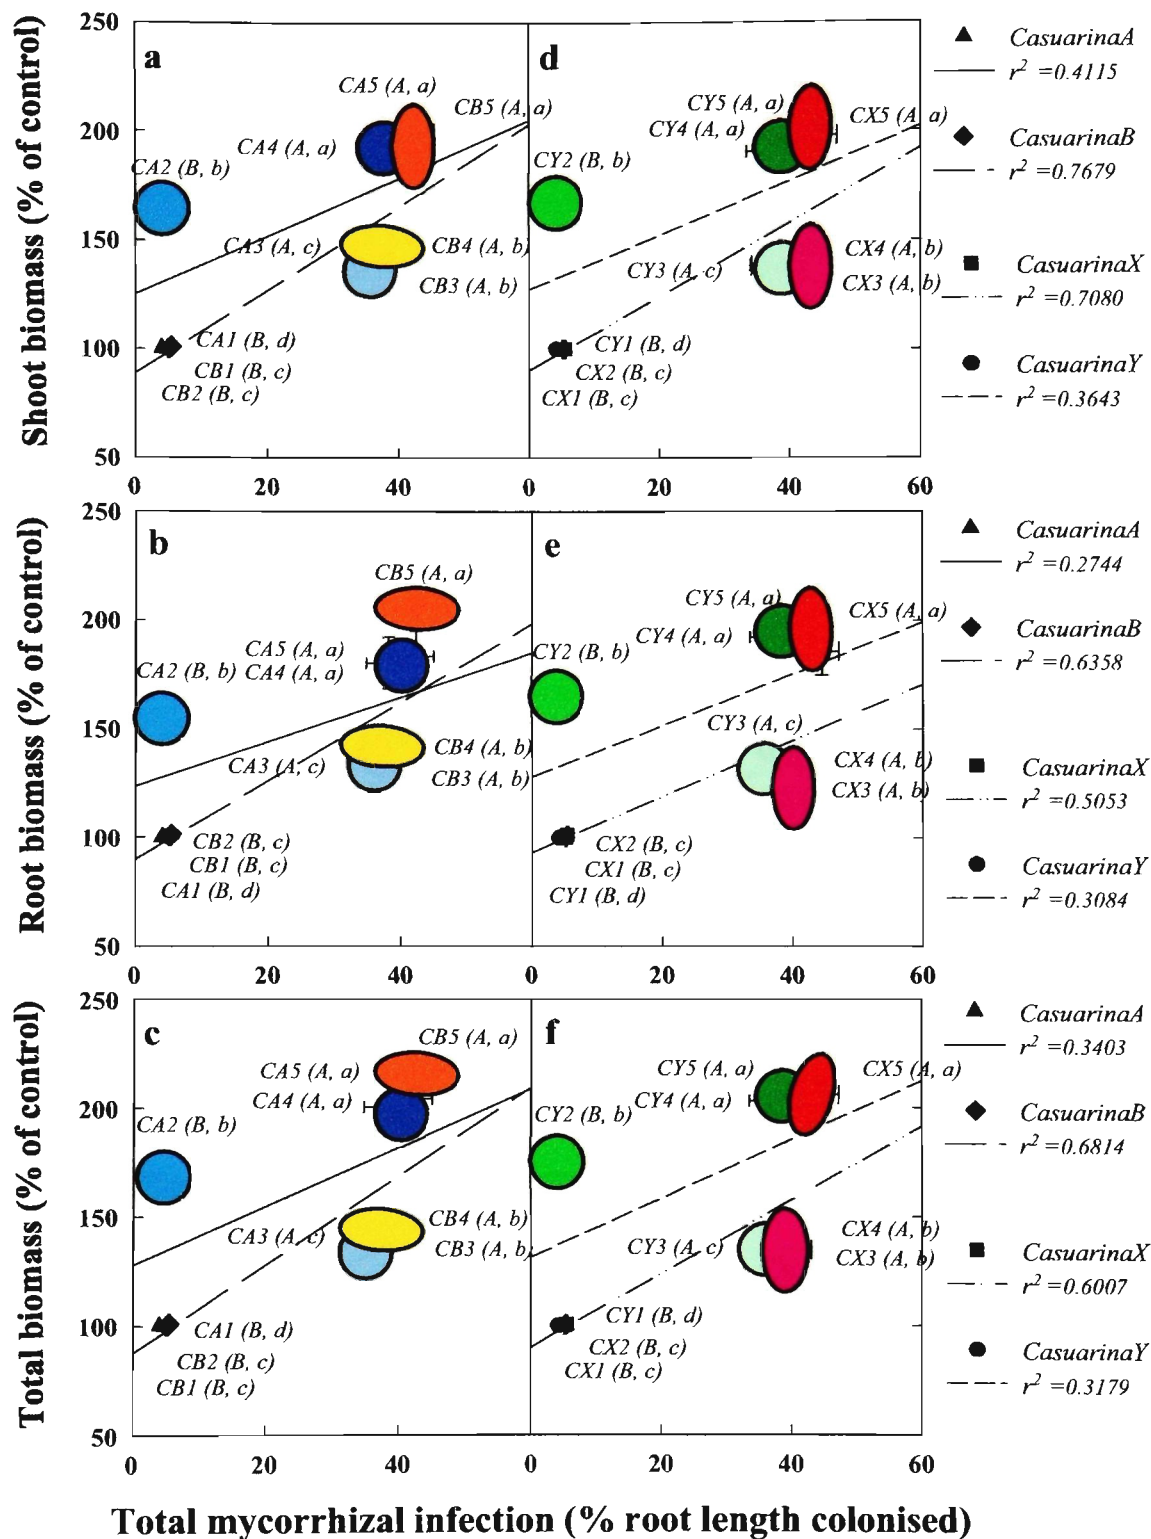 Shoot biomass (% of control)
250
200
150
100
50
a
CA5 (A, a)
CB5 (A, a)
CA4 (A, a)
CA2 (B, b)
CA3 (A, c)
CB4 (A, b)
CB3 (A, b)
CA1 (B, d)
CB1 (B, c)
CB2 (B, c)
0 20 40
d
CY5 (A, a)
CX5 (A, a)
CY4 (A, a)
CY2 (B, b)
CX4 (A, b)
CY3 (A, c)
CX3 (A, b)
CY1 (B, d)
CX2 (B, c)
CX1 (B, c)
0 20 40 60
CasuarinaA
r² =0.4115
CasuarinaB
r² =0.7679
CasuarinaX
r² =0.7080
CasuarinaY
r² =0.3643
Root biomass (% of control)
250
200
150
100
50
b
CB5 (A, a)
CA5 (A, a)
CA4 (A, a)
CA2 (B, b)
CA3 (A, c)
CB4 (A, b)
CB3 (A, b)
CB2 (B, c)
CB1 (B, c)
CA1 (B, d)
0 20 40
e
CY5 (A, a)
CX5 (A, a)
CY4 (A, a)
CY2 (B, b)
CY3 (A, c)
CX4 (A, b)
CX3 (A, b)
CX2 (B, c)
CX1 (B, c)
CY1 (B, d)
0 20 40 60
CasuarinaA
r² =0.2744
CasuarinaB
r² =0.6358
CasuarinaX
r² =0.5053
CasuarinaY
r² =0.3084
Total biomass (% of control)
250
200
150
100
50
c
CB5 (A, a)
CA5 (A, a)
CA4 (A, a)
CA2 (B, b)
CA3 (A, c)
CB4 (A, b)
CB3 (A, b)
CA1 (B, d)
CB2 (B, c)
CB1 (B, c)
0 20 40
f
CY5 (A, a)
CX5 (A, a)
CY4 (A, a)
CY2 (B, b)
CX4 (A, b)
CY3 (A, c)
CX3 (A, b)
CY1 (B, d)
CX2 (B, c)
CX1 (B, c)
0 20 40 60
CasuarinaA
r² =0.3403
CasuarinaB
r² =0.6814
CasuarinaX
r² =0.6007
CasuarinaY
r² =0.3179
Total mycorrhizal infection (% root length colonised)